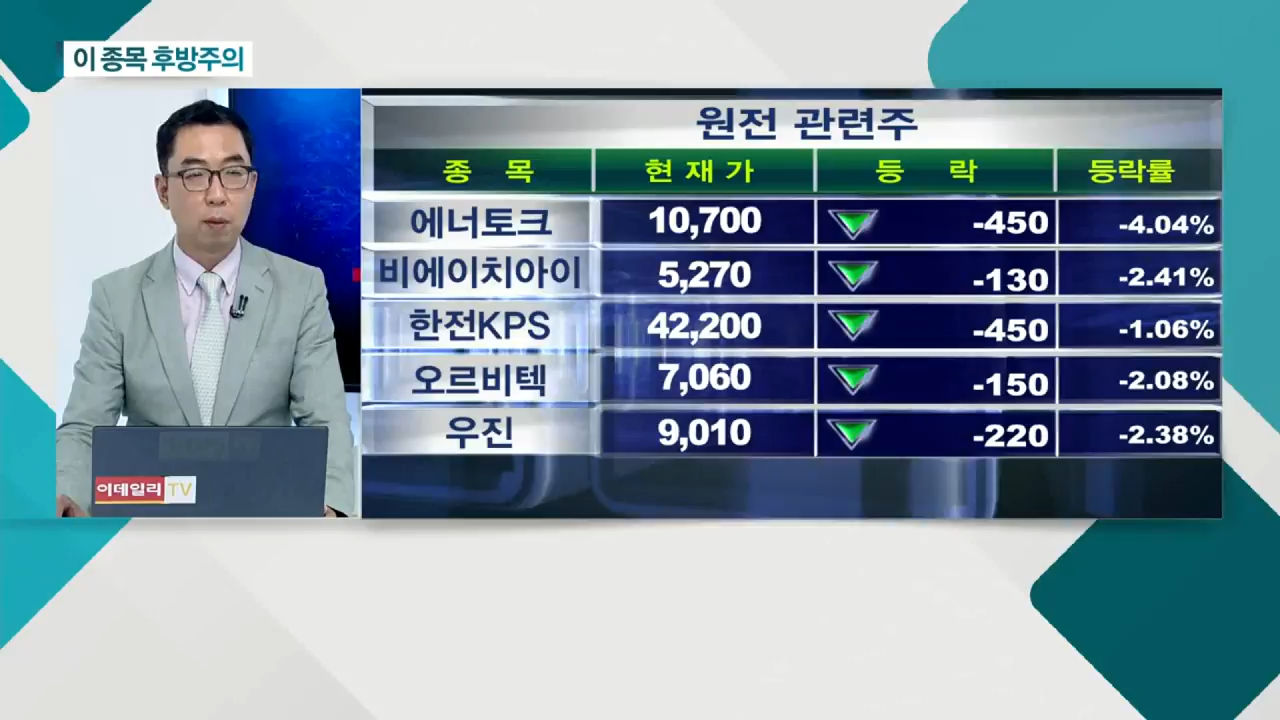 이 종목 후방주의
원전 관련주
종 목 현 재 가 등 락 등락률
에너토크 10,700 -450 -4.04%
비에이치아이 5,270 -130 -2.41%
한전KPS 42,200 -450 -1.06%
오르비텍 7,060 -150 -2.08%
우진 9,010 -220 -2.38%
이데일리 TV